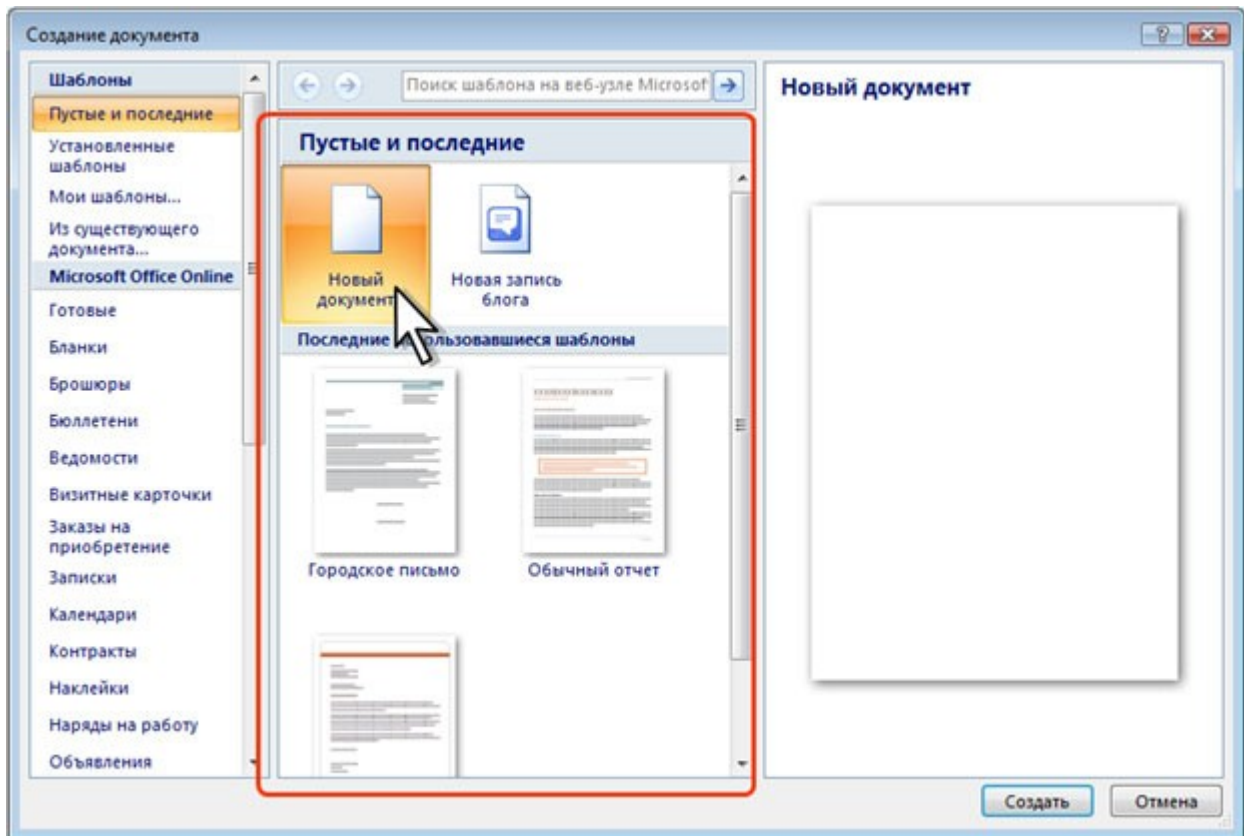 Создание документа
Шаблоны
Пустые и последние
Установленные
шаблоны
Мои шаблоны...
Из существующего
документа...
Microsoft Office Online
Готовые
Бланки
Брошюры
Бюллетени
Ведомости
Визитные карточки
Заказы на
приобретение
Записки
Календари
Контракты
Наклейки
Наряды на работу
Объявления
Поиск шаблона на веб-узле Microsof
Пустые и последние
Новый
документ
Новая запись
блога
Последние
Городское письмо
Обычный отчет
шаблоны
Новый документ
Создать
Отмена